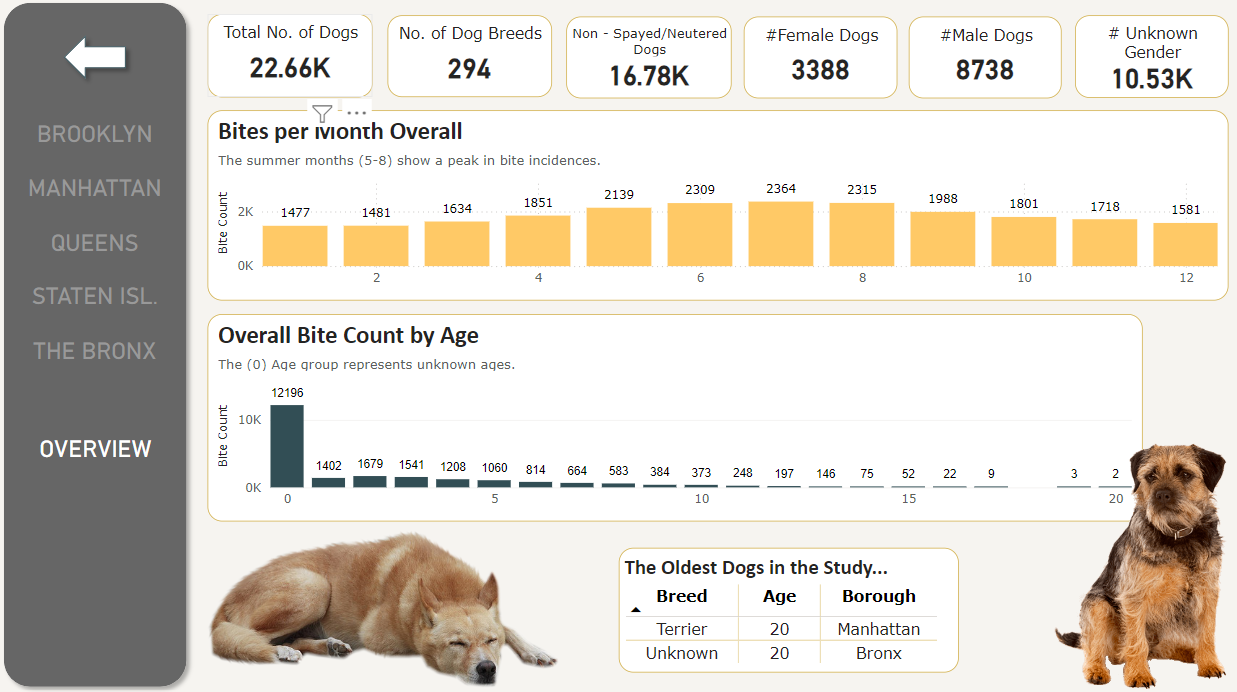 BROOKLYN
MANHATTAN
QUEENS
STATEN ISL.
THE BRONX
OVERVIEW
Total No. of Dogs
22.66K
No. of Dog Breeds
294
Non - Spayed/Neutered
Dogs
16.78K
#Female Dogs
3388
#Male Dogs
8738
# Unknown
Gender
10.53K
Bites per Month Overall
The summer months (5-8) show a peak in bite incidences.
Bite Count
2K
0K
1477 1481 1634 1851 2139 2309 2364 2315 1988 1801 1718 1581
2 4 6 8 10 12
Overall Bite Count by Age
The (0) Age group represents unknown ages.
Bite Count
10K
0K
12196 1402 1679 1541 1208 1060 814 664 583 384 373 248 197 146 75 52 22 9 3 2
0 5 10 15 20
The Oldest Dogs in the Study...
Breed Age Borough
Terrier 20 Manhattan
Unknown 20 Bronx